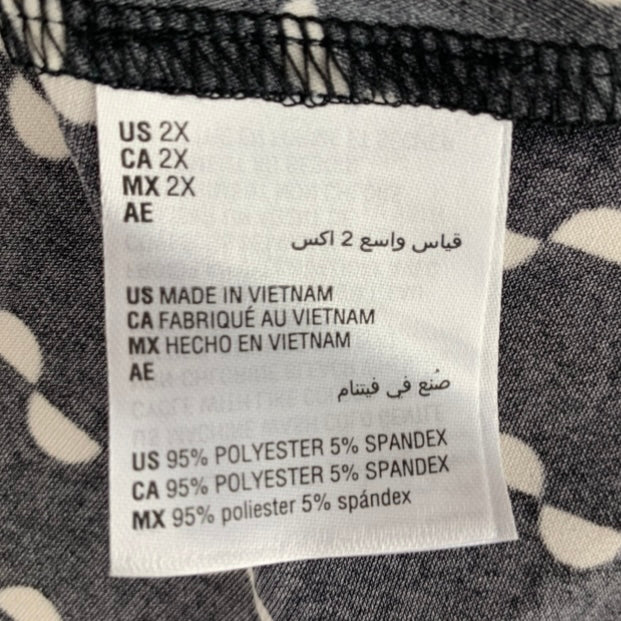 US 2X
CA 2X
MX 2X
AE
قياس واسع 2 اكس
US MADE IN VIETNAM
CA FABRIQUÉ AU VIETNAM
MX HECHO EN VIETNAM
AE
صُنع في فيتنام
US 95% POLYESTER 5% SPANDEX
CA 95% POLYESTER 5% SPANDEX
MX 95% poliester 5% spándex